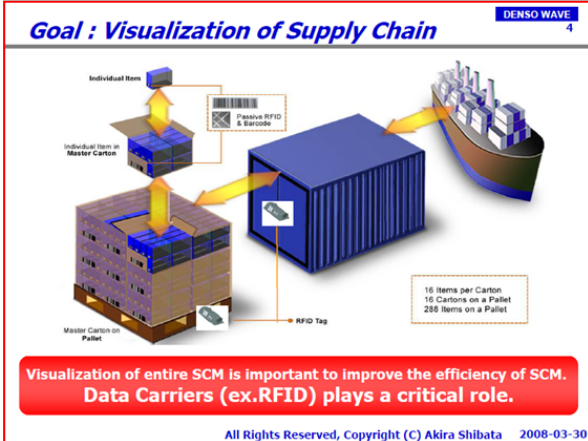 DENSO WAVE
4
Goal : Visualization of Supply Chain
Individual Item
Passive RFID
& Barcode
Individual Item in
Master Carton
16 Items per Carton
16 Cartons on a Pallet
288 Items on a Pallet
RFID Tag
Master Carton on
Pallet
Visualization of entire SCM is important to improve the efficiency of SCM.
Data Carriers (ex.RFID) plays a critical role.
All Rights Reserved, Copyright (C) Akira Shibata 2008-03-30